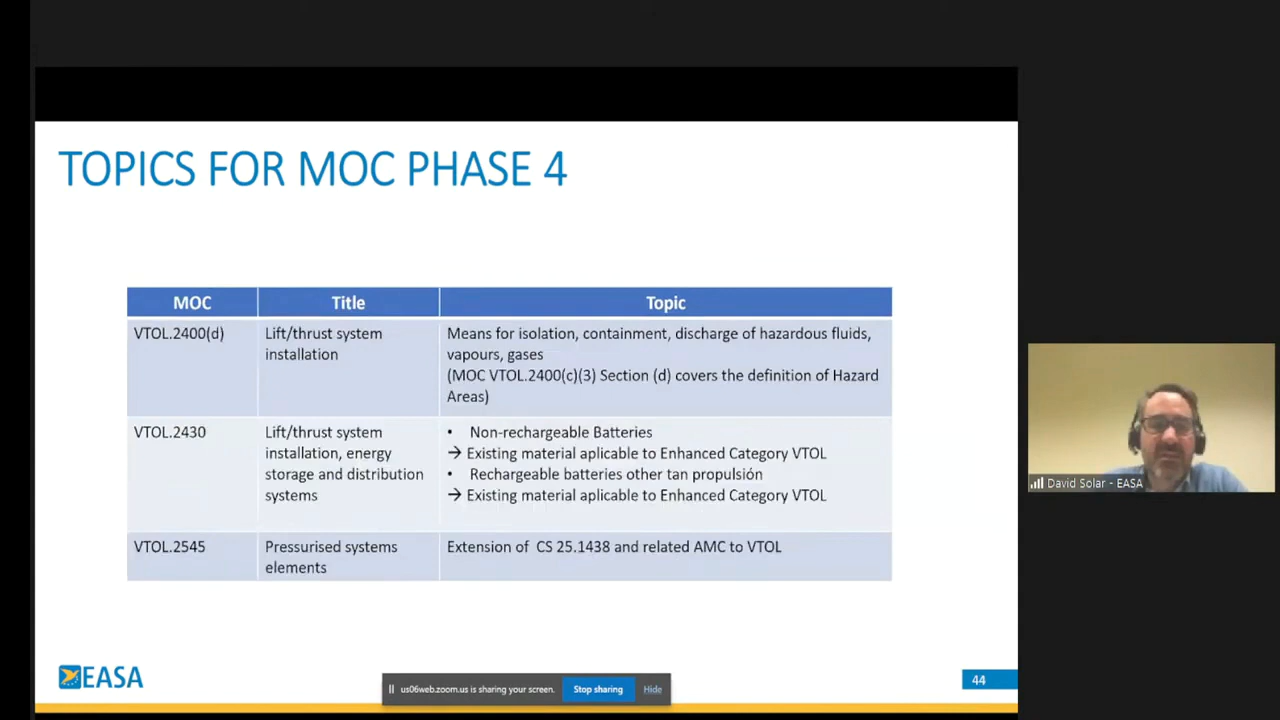 TOPICS FOR MOC PHASE 4
MOC
Title
Topic
VTOL.2400(d)
Lift/thrust system
installation
Means for isolation, containment, discharge of hazardous fluids,
vapours, gases
(MOC VTOL.2400(c)(3) Section (d) covers the definition of Hazard
Areas)
VTOL.2430
Lift/thrust system
installation, energy
storage and distribution
systems
• Non-rechargeable Batteries
→ Existing material aplicable to Enhanced Category VTOL
• Rechargeable batteries other tan propulsión
→ Existing material aplicable to Enhanced Category VTOL
VTOL.2545
Pressurised systems
elements
Extension of CS 25.1438 and related AMC to VTOL
EASA
us06web.zoom.us is sharing your screen.
Stop sharing
Hide
44
David Solar - EASA